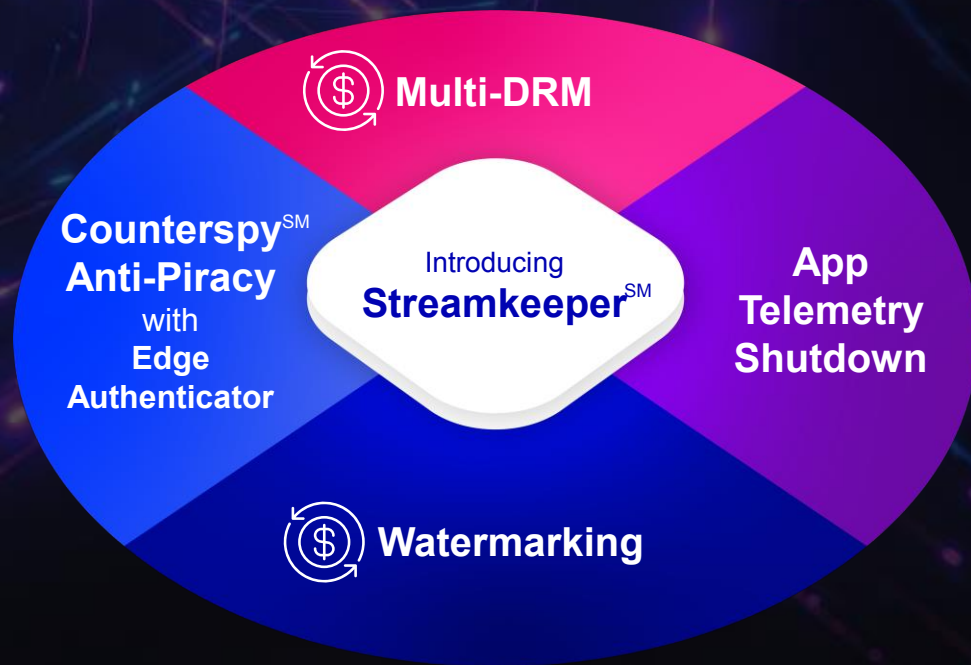 $ Multi-DRM
Counterspy℠
Anti-Piracy
with
Edge
Authenticator
Introducing
Streamkeeper℠
App
Telemetry
Shutdown
$ Watermarking